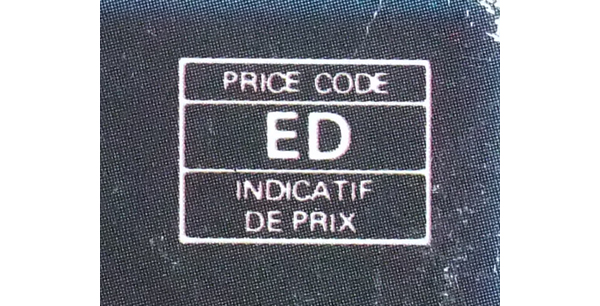 PRICE CODE
ED
INDICATIF
DE PRIX